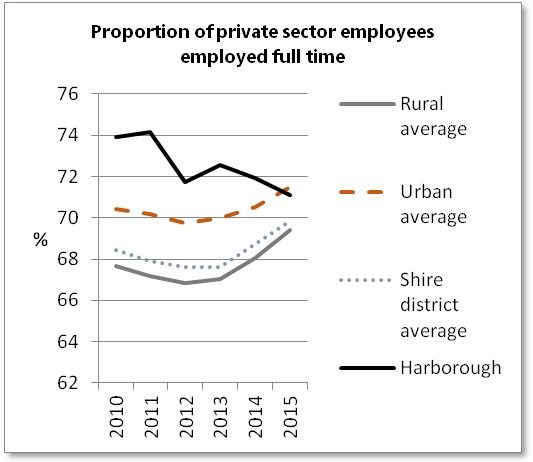 Proportion of private sector employees
employed full time
76
74
72
70
68
66
64
62
%
2010
2011
2012
2013
2014
2015
Rural
average
Urban
average
Shire
district
average
Harborough